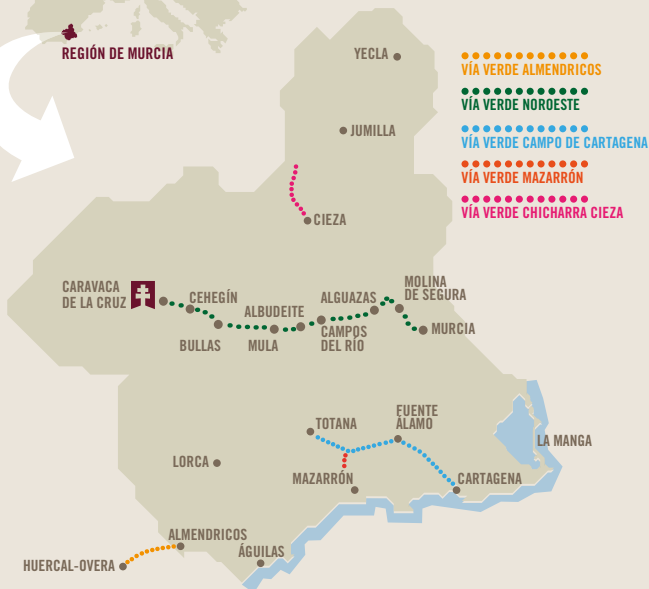 REGIÓN DE MURCIA
YECLA
VÍA VERDE ALMENDRICOS
VÍA VERDE NOROESTE
JUMILLA
VÍA VERDE CAMPO DE CARTAGENA
VÍA VERDE MAZARRÓN
VÍA VERDE CHICHARRA CIEZA
CIEZA
CARAVACA
DE LA CRUZ
CEHEGÍN
BULLAS
ALBUDEITE
MULA
ALGUAZAS
CAMPOS
DEL RÍO
MOLINA
DE SEGURA
MURCIA
TOTANA
FUENTE
ÁLAMO
LA MANGA
LORCA
MAZARRÓN
CARTAGENA
ALMENDRICOS
HUERCAL-OVERA
ÁGUILAS